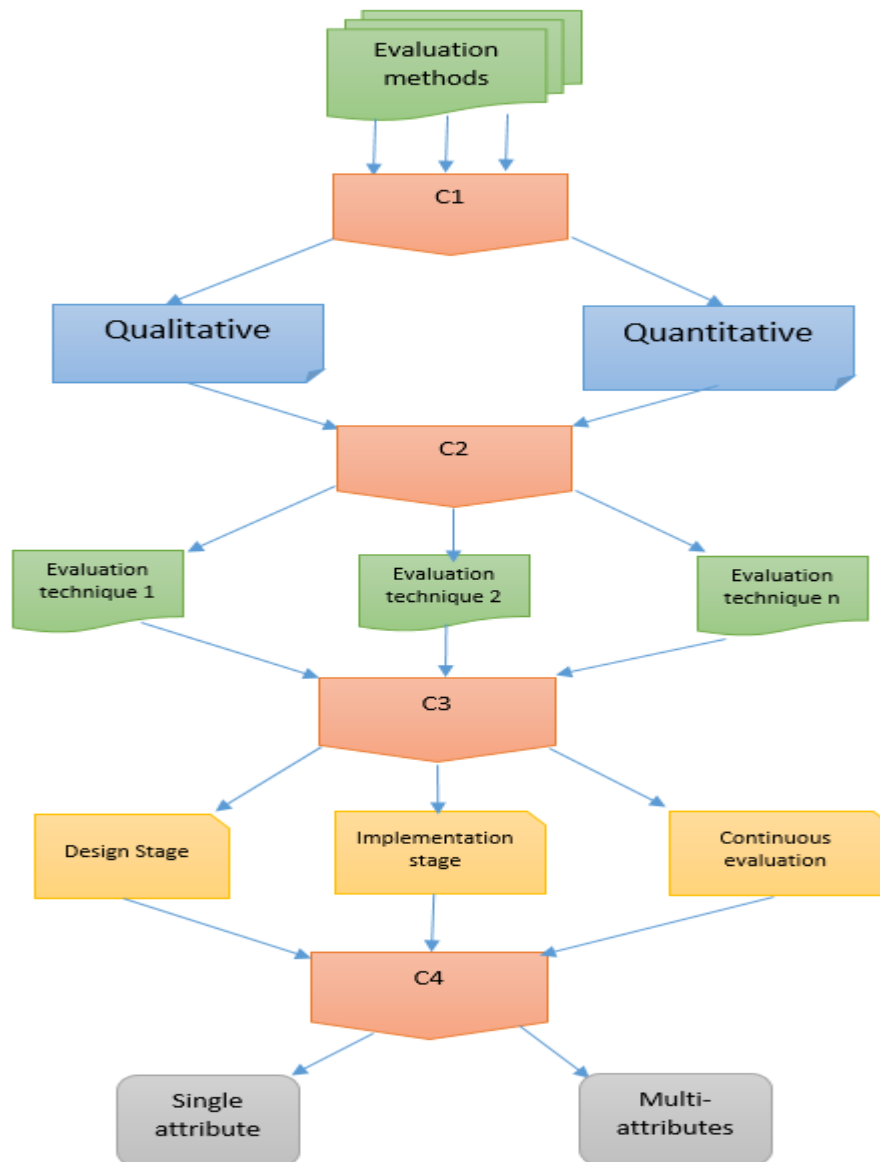 Evaluation
methods
C1
Qualitative
Quantitative
C2
Evaluation
technique 1
Evaluation
technique 2
Evaluation
technique n
C3
Design Stage
Implementation
stage
Continuous
evaluation
C4
Single
attribute
Multi-
attributes